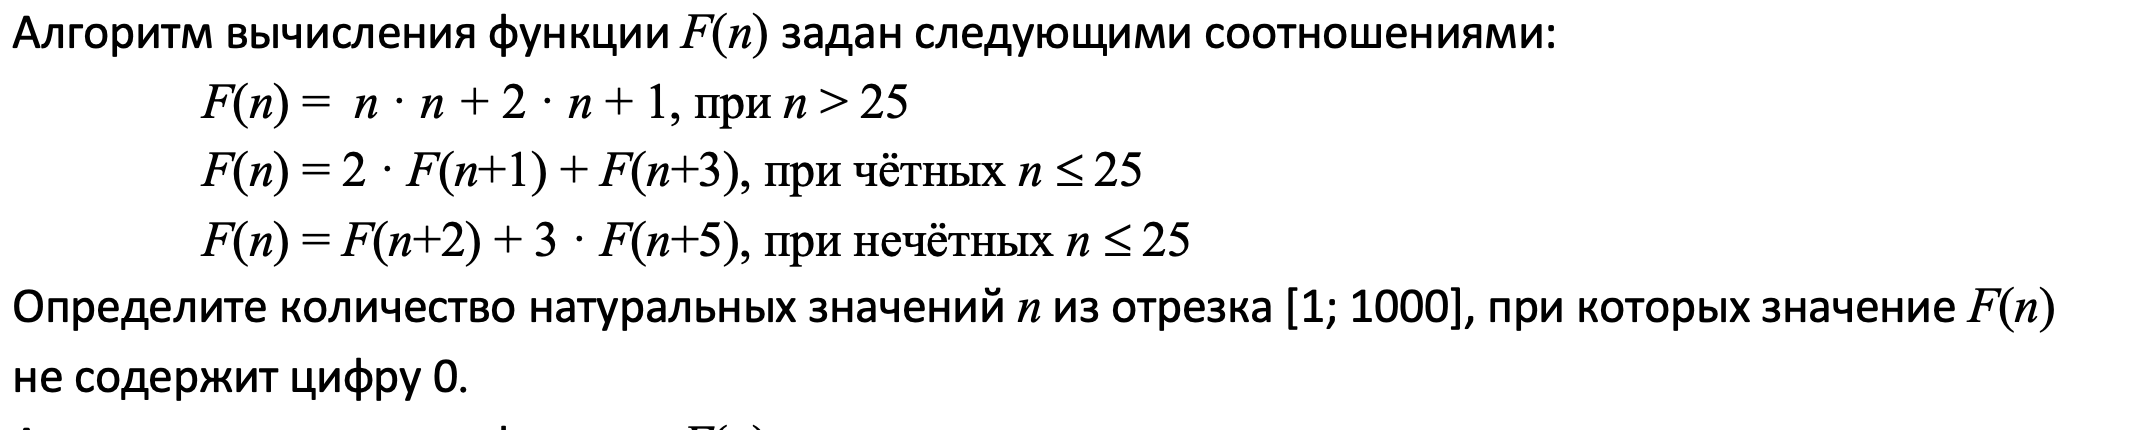 Алгоритм вычисления функции F(n) задан следующими соотношениями:
F(n) = n · n + 2 · n + 1, при n > 25
F(n) = 2 · F(n+1) + F(n+3), при чётных n ≤ 25
F(n) = F(n+2) + 3 · F(n+5), при нечётных n ≤ 25
Определите количество натуральных значений n из отрезка [1; 1000], при которых значение F(n)
не содержит цифру 0.